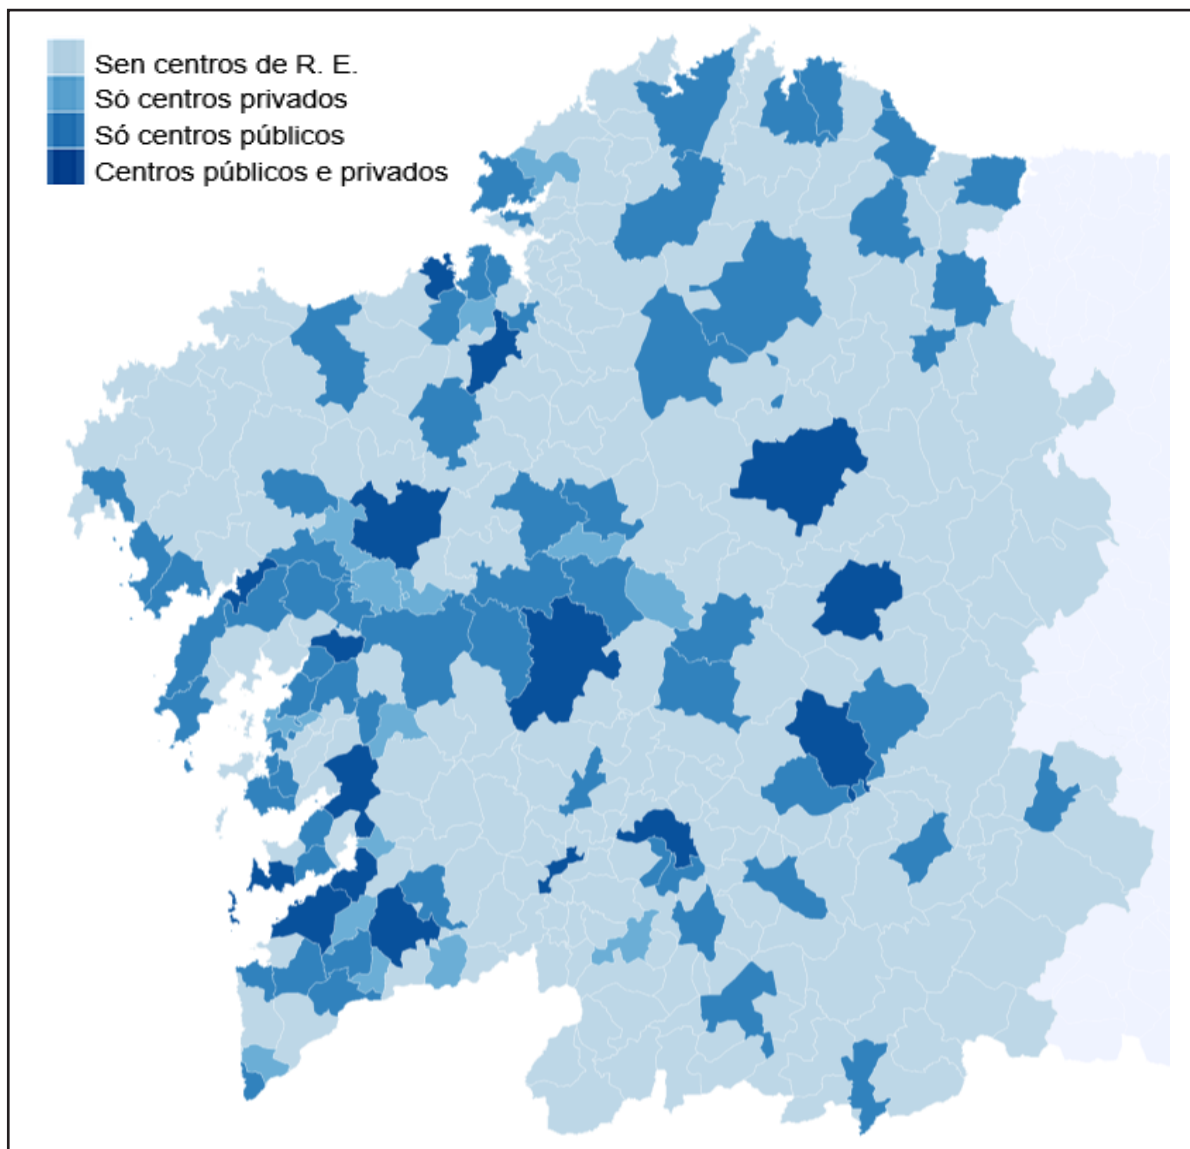 Sen centros de R. E.
Só centros privados
Só centros públicos
Centros públicos e privados